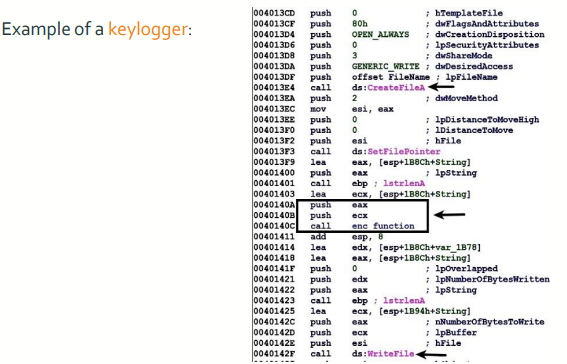 Example of a keylogger:
004013CD push 0 ; hTemplateFile
004013CF push 80h ; dwFlagsAndAttributes
004013D4 push OPEN_ALWAYS ; dwCreationDisposition
004013D6 push 0 ; lpSecurityAttributes
004013D8 push 3 ; dwShareMode
004013DA push GENERIC_WRITE ; dwDesiredAccess
004013DF push offset FileName ; lpFileName
004013E4 call ds:CreateFileA
004013EA push 2 ; dwMoveMethod
004013EC mov esi, eax
004013EE push 0 ; lpDistanceToMoveHigh
004013F0 push 0 ; lDistanceToMove
004013F2 push esi ; hFile
004013F3 call ds:SetFilePointer
004013F9 lea eax, [esp+1B8Ch+String]
00401400 push eax ; lpString
00401401 call ebp ; lstrlenA
00401403 lea ecx, [esp+1B8Ch+String]
0040140A push eax
0040140B push ecx
0040140C call enc_function
00401411 add esp, 8
00401414 lea edx, [esp+1B8Ch+var_1B78]
00401418 lea eax, [esp+1B8Ch+String]
0040141F push 0 ; lpOverlapped
00401421 push edx ; lpNumberOfBytesWritten
00401422 push eax ; lpString
00401423 call ebp ; lstrlenA
00401425 lea ecx, [esp+1B94h+String]
0040142C push eax ; nNumberOfBytesToWrite
0040142D push ecx ; lpBuffer
0040142E push esi ; hFile
0040142F call ds:WriteFile